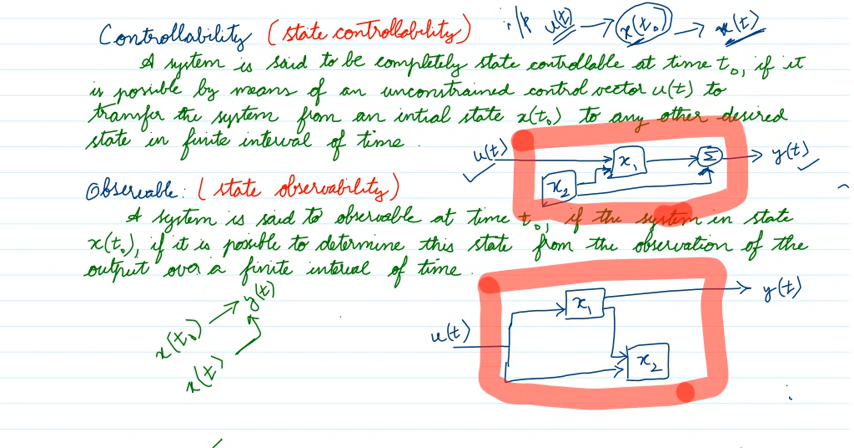 Controllability (state controllability) i/p u(t) → x(t₀) → x(t)
A system is said to be completely state controllable at time t₀, if it
is posible by means of an unconstrained control vector u(t) to
transfer the system from an intial state x(t₀) to any other desired
state in finite interval of time.
u(t) x₁ Σ y(t)
x₂
Observable: (state observability)
A system is said to observable at time t₀, if the system in state
x(t₀), if it is posible to determine this state from the observation of the
output over a finite interval of time.
x(t₀) → y(t)
x(t)
x₁ y(t)
u(t)
x₂